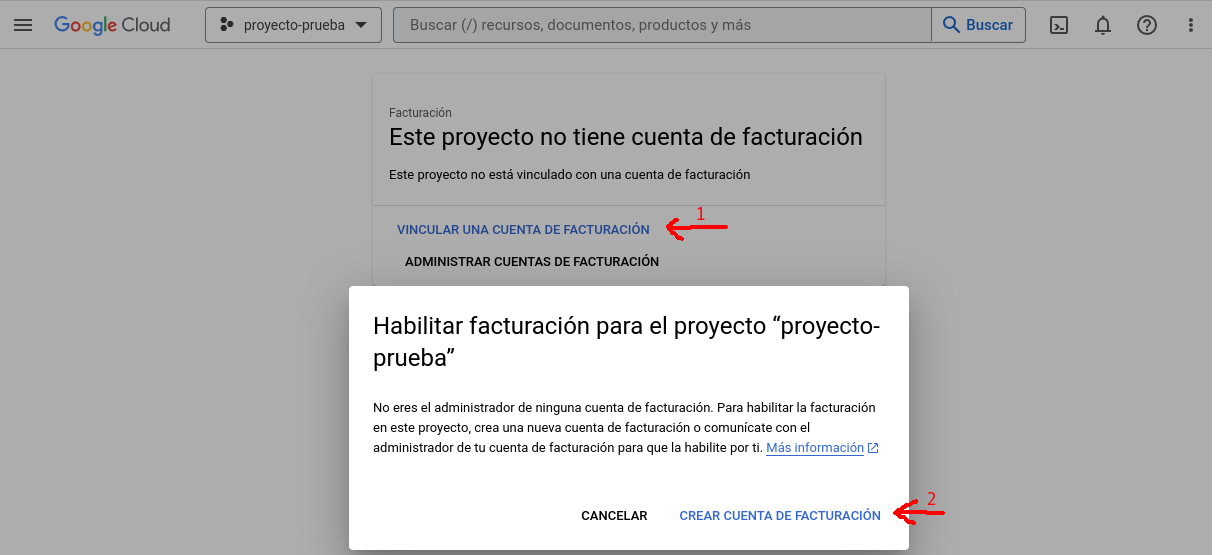 Google Cloud
proyecto-prueba
Buscar (/) recursos, documentos, productos y más
Buscar
Facturación
Este proyecto no tiene cuenta de facturación
Este proyecto no está vinculado con una cuenta de facturación
1
VINCULAR UNA CUENTA DE FACTURACIÓN
ADMINISTRAR CUENTAS DE FACTURACIÓN
Habilitar facturación para el proyecto “proyecto-
prueba”
No eres el administrador de ninguna cuenta de facturación. Para habilitar la facturación
en este proyecto, crea una nueva cuenta de facturación o comunícate con el
administrador de tu cuenta de facturación para que la habilite por ti. Más información
2
CANCELAR
CREAR CUENTA DE FACTURACIÓN